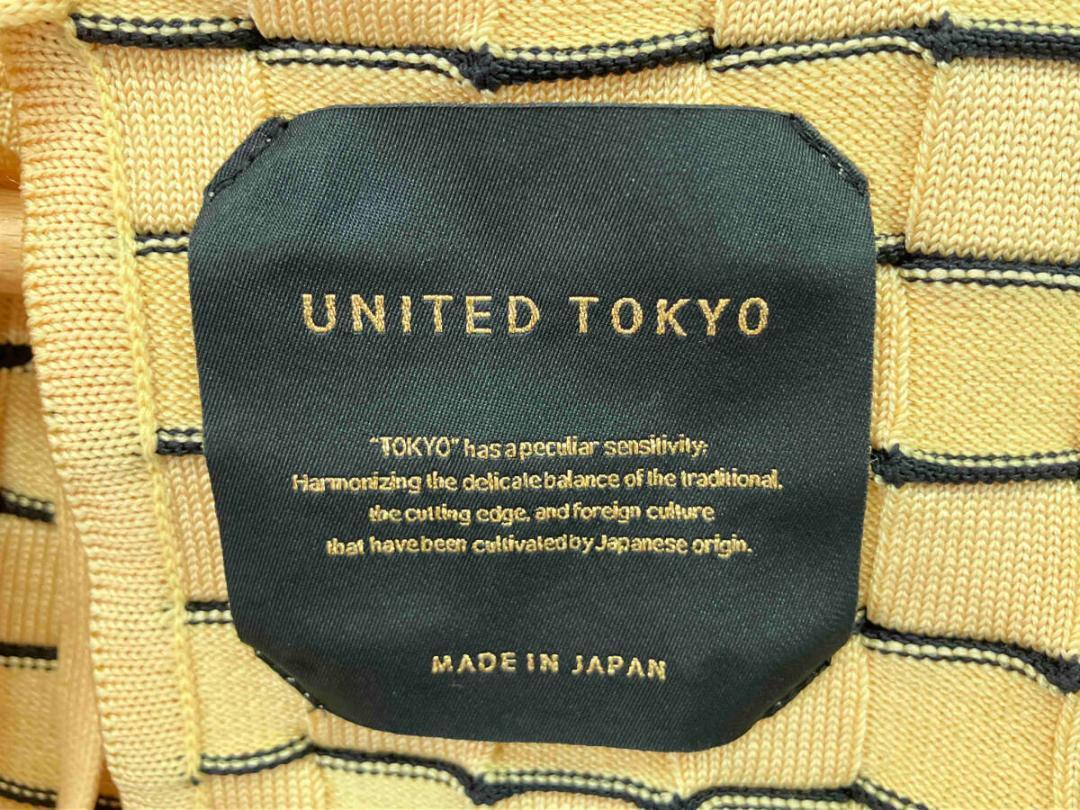 UNITED TOKYO
"TOKYO" has a peculiar sensitivity;
Harmonizing the delicate balance of the traditional,
the cutting edge, and foreign culture
that have been cultivated by Japanese origin.
MADE IN JAPAN